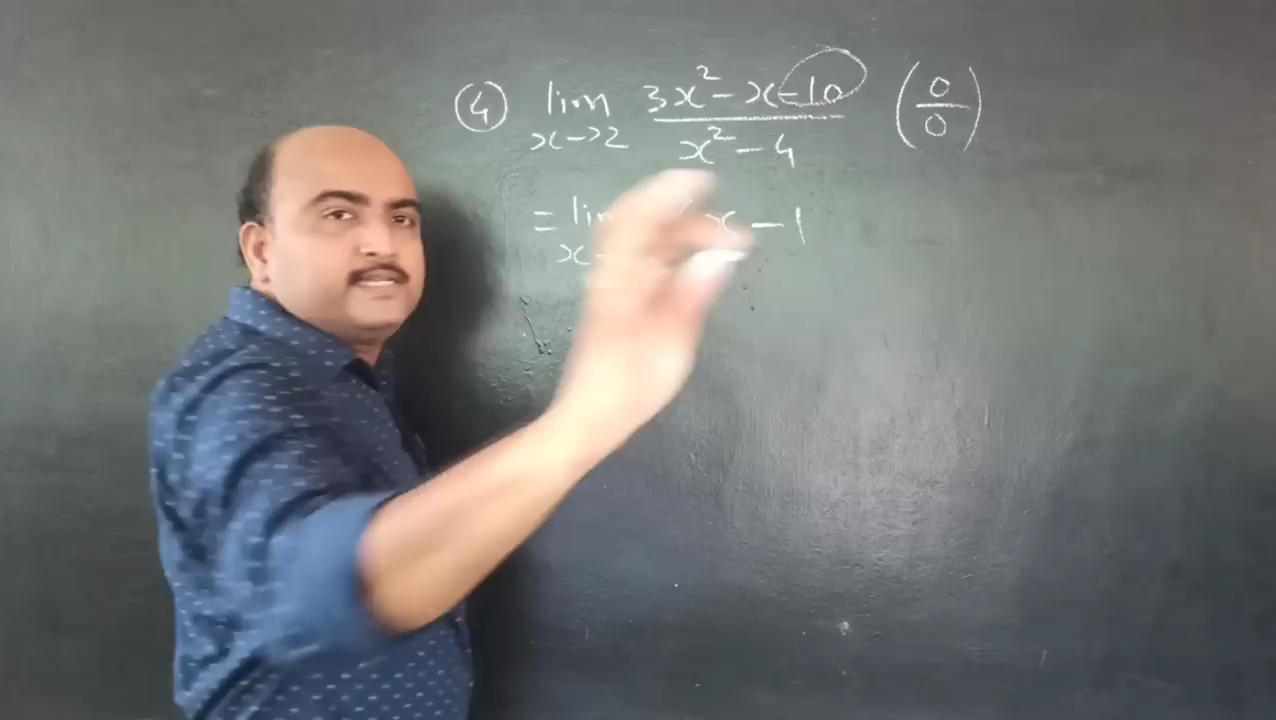 ④ lim x→2 (3x² - x - 10)/(x² - 4) (0/0)
= lim x - 1